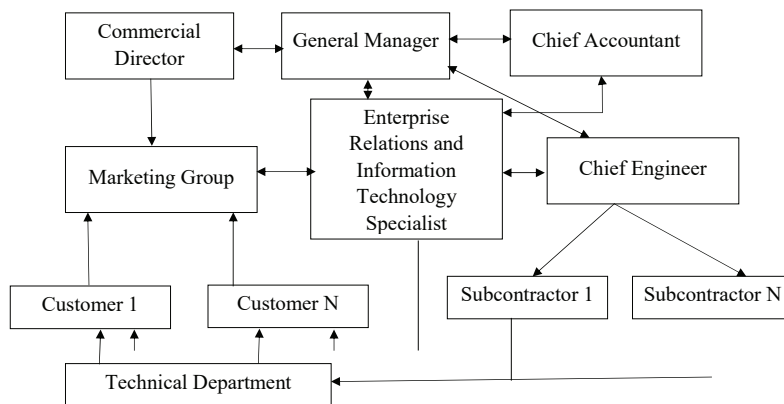 Commercial
Director
General Manager
Chief Accountant
Enterprise
Relations and
Information
Technology
Specialist
Marketing Group
Chief Engineer
Customer 1
Customer N
Subcontractor 1
Subcontractor N
Technical Department